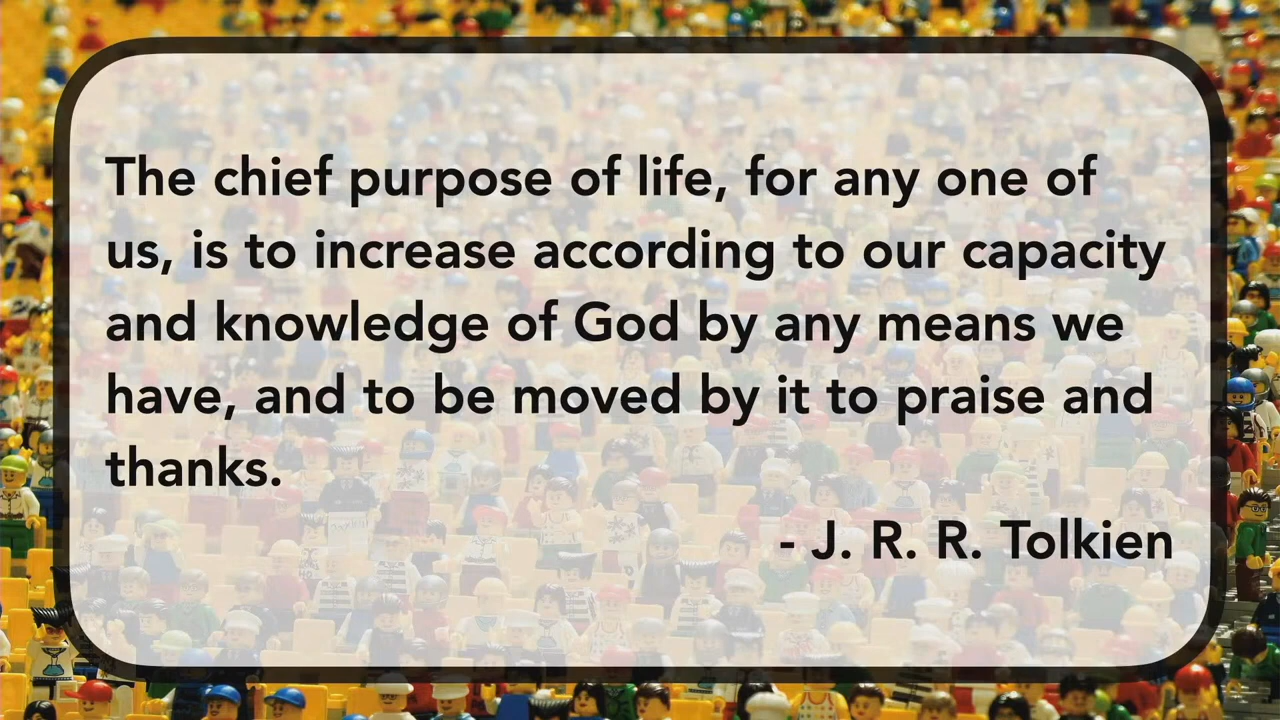 The chief purpose of life, for any one of
us, is to increase according to our capacity
and knowledge of God by any means we
have, and to be moved by it to praise and
thanks.
- J. R. R. Tolkien